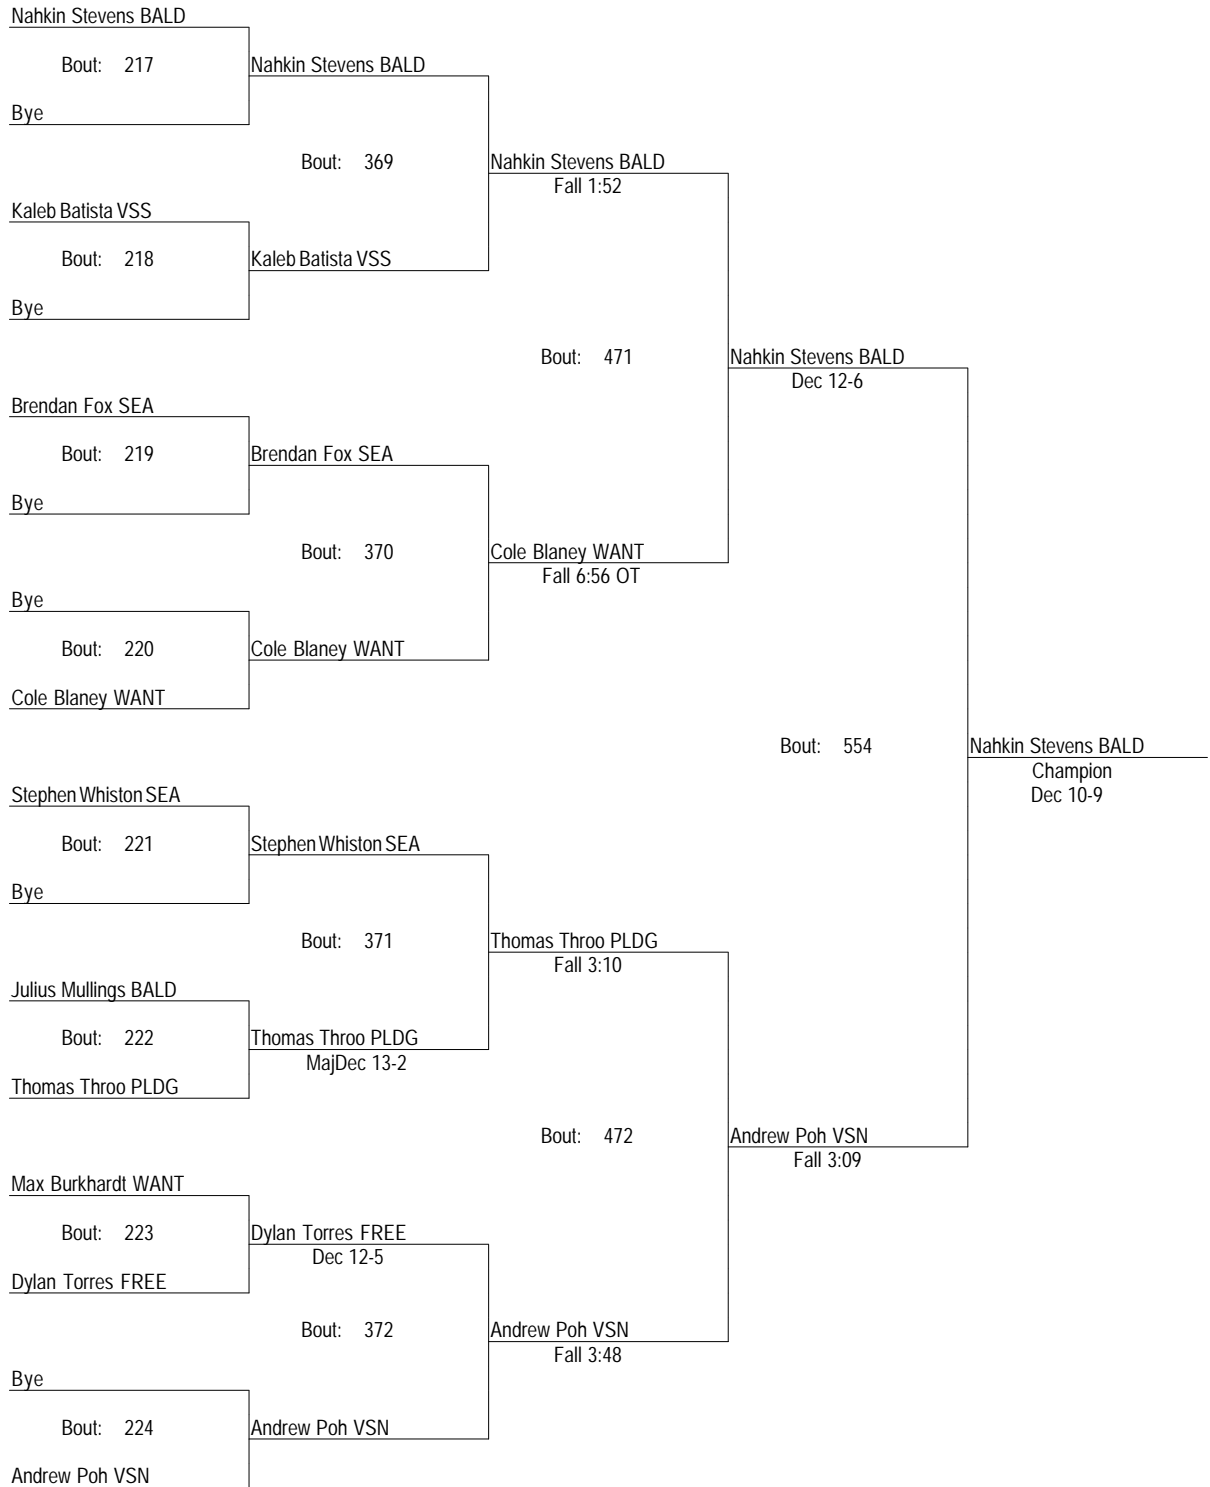 Nahkin Stevens BALD
Bout: 217
Nahkin Stevens BALD
Bye
Bout: 369
Nahkin Stevens BALD
Fall 1:52
Kaleb Batista VSS
Bout: 218
Kaleb Batista VSS
Bye
Bout: 471
Nahkin Stevens BALD
Dec 12-6
Brendan Fox SEA
Bout: 219
Brendan Fox SEA
Bye
Bout: 370
Cole Blaney WANT
Fall 6:56 OT
Bye
Bout: 220
Cole Blaney WANT
Cole Blaney WANT
Bout: 554
Nahkin Stevens BALD
Champion
Dec 10-9
Stephen Whiston SEA
Bout: 221
Stephen Whiston SEA
Bye
Bout: 371
Thomas Throo PLDG
Fall 3:10
Julius Mullings BALD
Bout: 222
Thomas Throo PLDG
MajDec 13-2
Thomas Throo PLDG
Bout: 472
Andrew Poh VSN
Fall 3:09
Max Burkhardt WANT
Bout: 223
Dylan Torres FREE
Dec 12-5
Dylan Torres FREE
Bout: 372
Andrew Poh VSN
Fall 3:48
Bye
Bout: 224
Andrew Poh VSN
Andrew Poh VSN